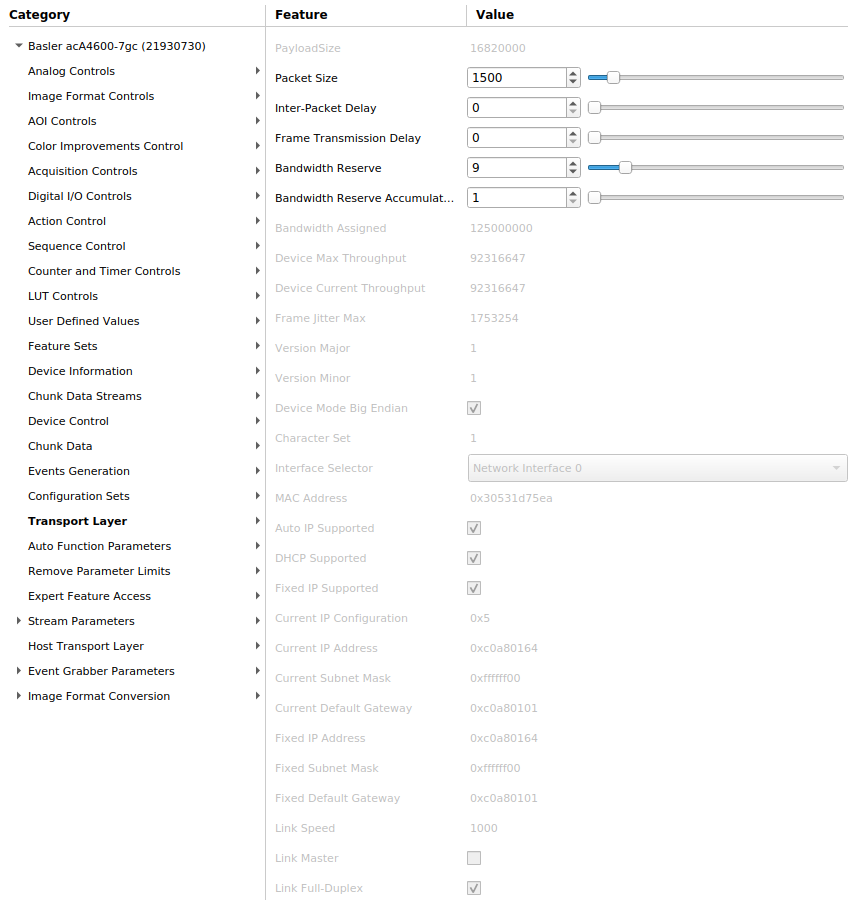 Category
Feature
Value
Basler acA4600-7gc (21930730)
Analog Controls
Image Format Controls
AOI Controls
Color Improvements Control
Acquisition Controls
Digital I/O Controls
Action Control
Sequence Control
Counter and Timer Controls
LUT Controls
User Defined Values
Feature Sets
Device Information
Chunk Data Streams
Device Control
Chunk Data
Events Generation
Configuration Sets
Transport Layer
Auto Function Parameters
Remove Parameter Limits
Expert Feature Access
Stream Parameters
Host Transport Layer
Event Grabber Parameters
Image Format Conversion
PayloadSize 16820000
Packet Size 1500
Inter-Packet Delay 0
Frame Transmission Delay 0
Bandwidth Reserve 9
Bandwidth Reserve Accumulat... 1
Bandwidth Assigned 125000000
Device Max Throughput 92316647
Device Current Throughput 92316647
Frame Jitter Max 1753254
Version Major 1
Version Minor 1
Device Mode Big Endian
Character Set 1
Interface Selector Network Interface 0
MAC Address 0x30531d75ea
Auto IP Supported
DHCP Supported
Fixed IP Supported
Current IP Configuration 0x5
Current IP Address 0xc0a80164
Current Subnet Mask 0xffffff00
Current Default Gateway 0xc0a80101
Fixed IP Address 0xc0a80164
Fixed Subnet Mask 0xffffff00
Fixed Default Gateway 0xc0a80101
Link Speed 1000
Link Master
Link Full-Duplex